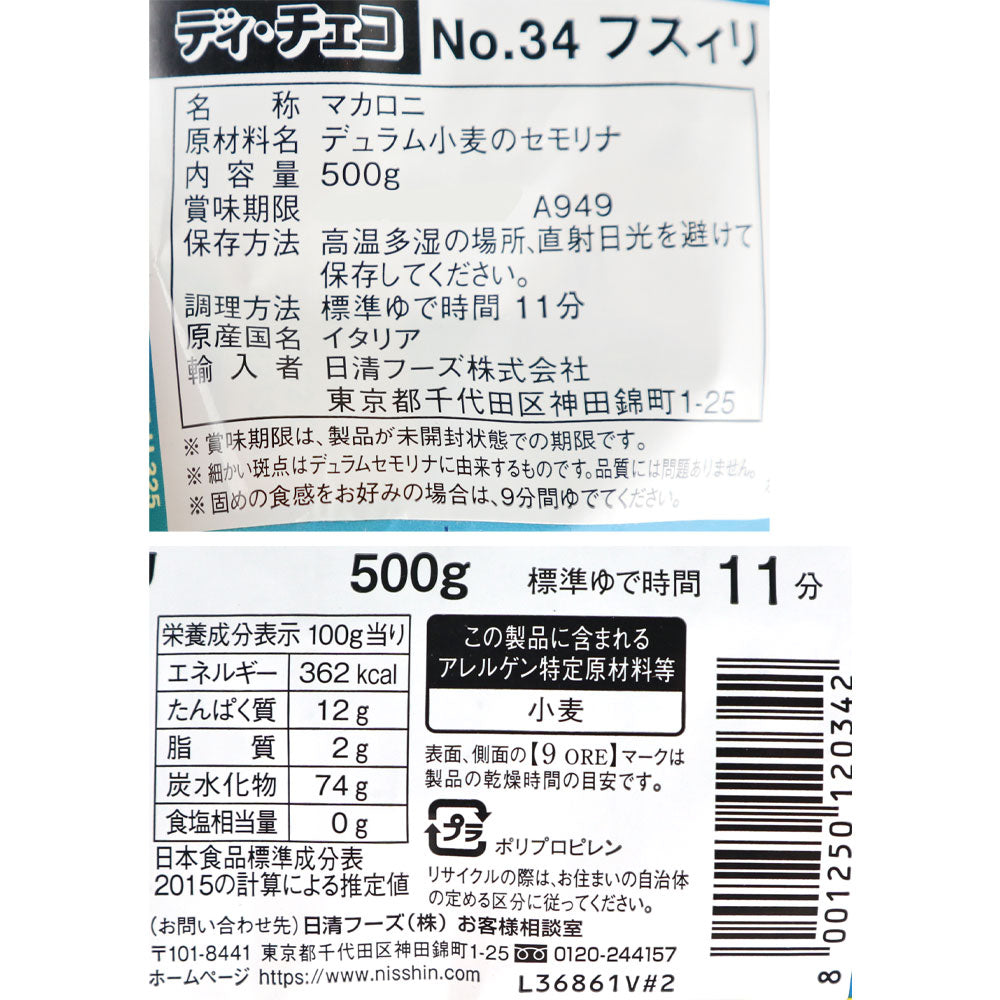 ディ・チェコ No.34 フスィリ
名称 マカロニ
原材料名 デュラム小麦のセモリナ
内容量 500g
賞味期限 A949
保存方法 高温多湿の場所、直射日光を避けて
保存してください。
調理方法 標準ゆで時間 11分
原産国名 イタリア
輸入者 日清フーズ株式会社
東京都千代田区神田錦町1-25
※ 賞味期限は、製品が未開封状態での期限です。
※ 細かい斑点はデュラムセモリナに由来するものです。品質には問題ありません。
※ 固めの食感をお好みの場合は、9分間ゆでてください。
500g 標準ゆで時間 11分
栄養成分表示 100g当り
エネルギー 362 kcal
たんぱく質 12 g
脂質 2 g
炭水化物 74 g
食塩相当量 0 g
日本食品標準成分表
2015の計算による推定値
この製品に含まれる
アレルゲン特定原材料等
小麦
表面、側面の【9 ORE】マークは
製品の乾燥時間の目安です。
プラ ポリプロピレン
リサイクルの際は、お住まいの自治体
の定める区分に従ってください。
(お問い合わせ先) 日清フーズ(株) お客様相談室
〒101-8441 東京都千代田区神田錦町1-25 0120-244157
ホームページ https://www.nisshin.com
L36861V#2
8 001250 120342